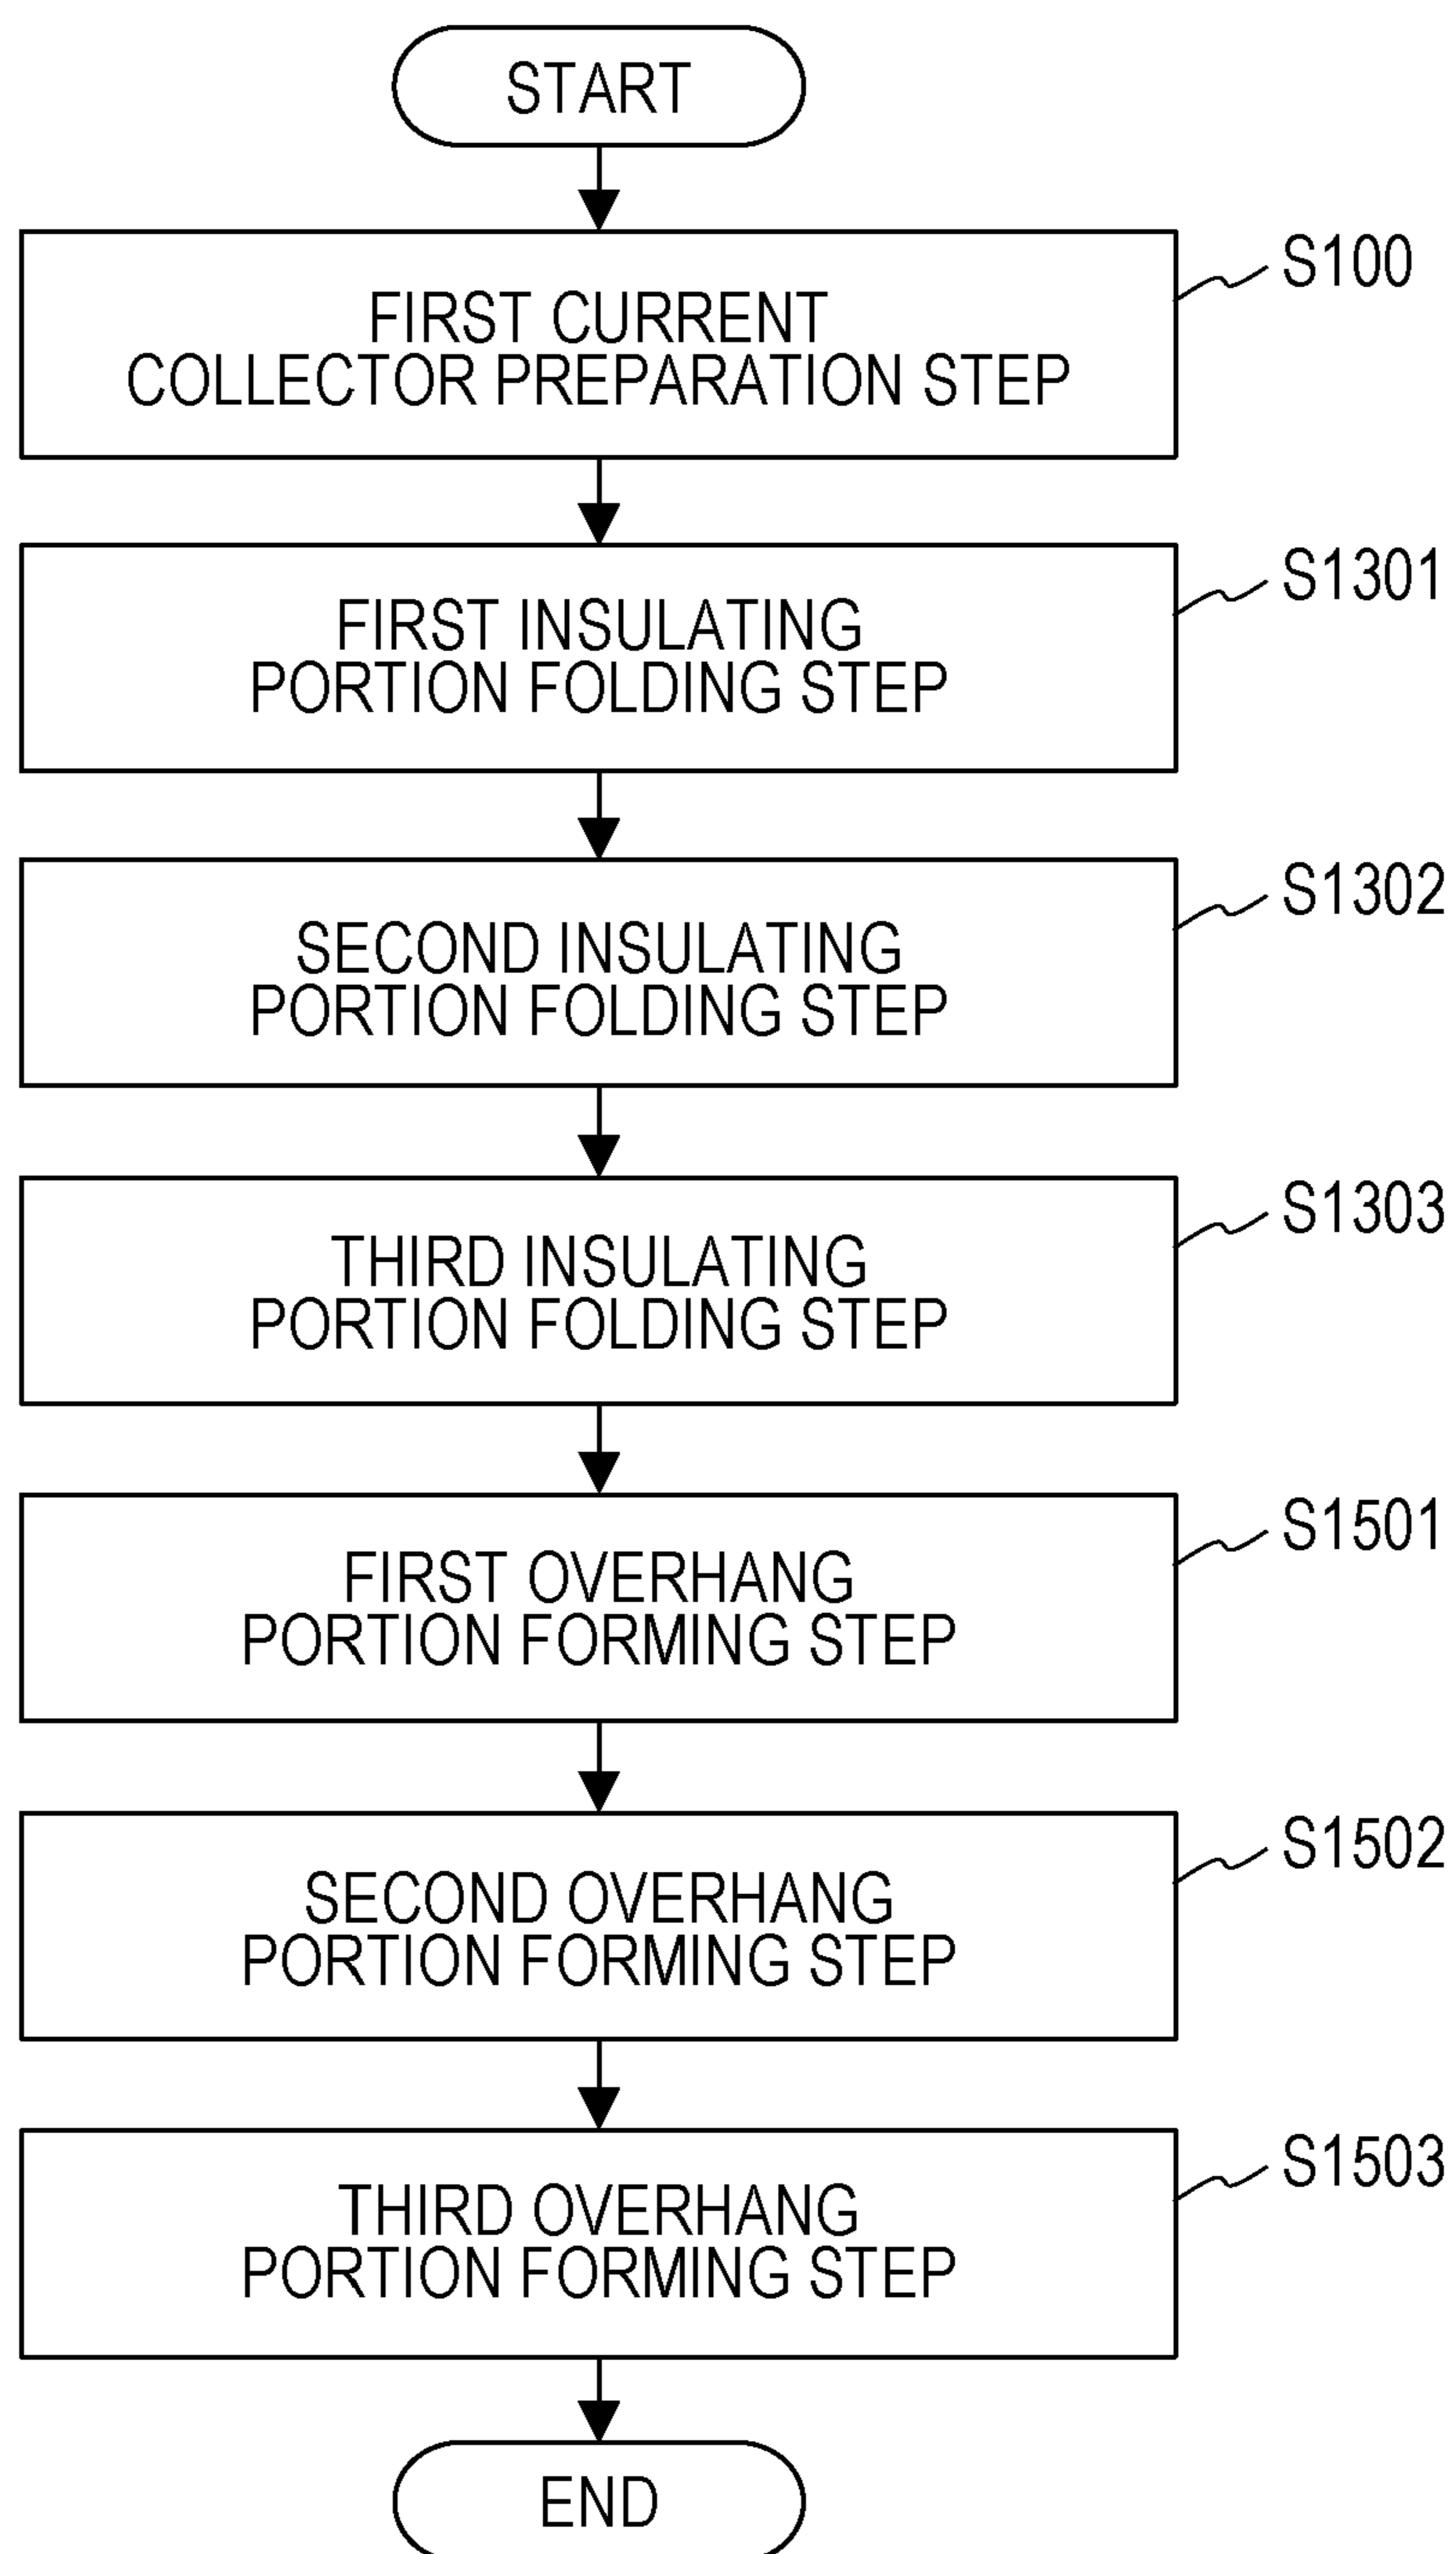 START
FIRST CURRENT
COLLECTOR PREPARATION STEP
S100
FIRST INSULATING
PORTION FOLDING STEP
S1301
SECOND INSULATING
PORTION FOLDING STEP
S1302
THIRD INSULATING
PORTION FOLDING STEP
S1303
FIRST OVERHANG
PORTION FORMING STEP
S1501
SECOND OVERHANG
PORTION FORMING STEP
S1502
THIRD OVERHANG
PORTION FORMING STEP
S1503
END